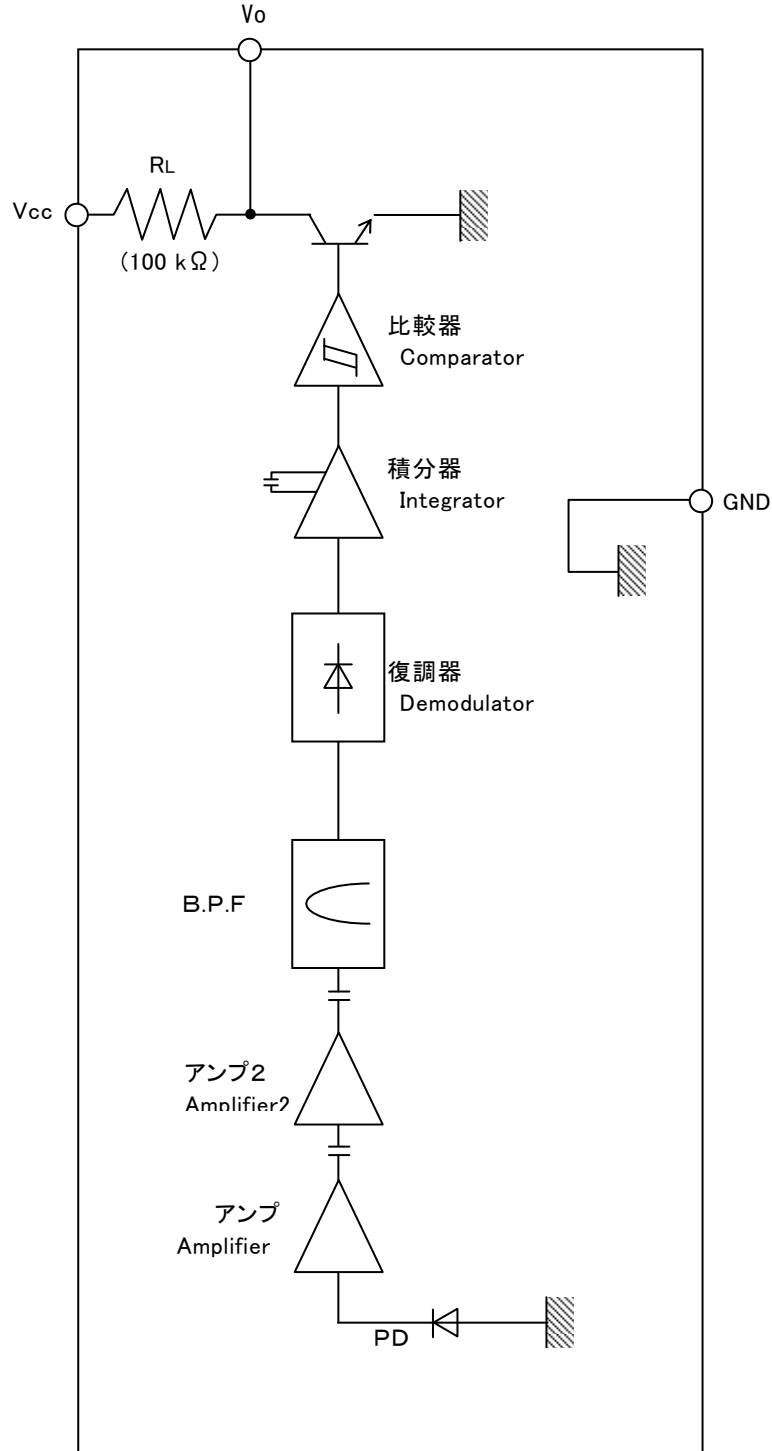 Vo
RL
Vcc
(100 kΩ)
比較器
Comparator
積分器
Integrator
GND
復調器
Demodulator
B.P.F
アンプ2
Amplifier2
アンプ
Amplifier
PD